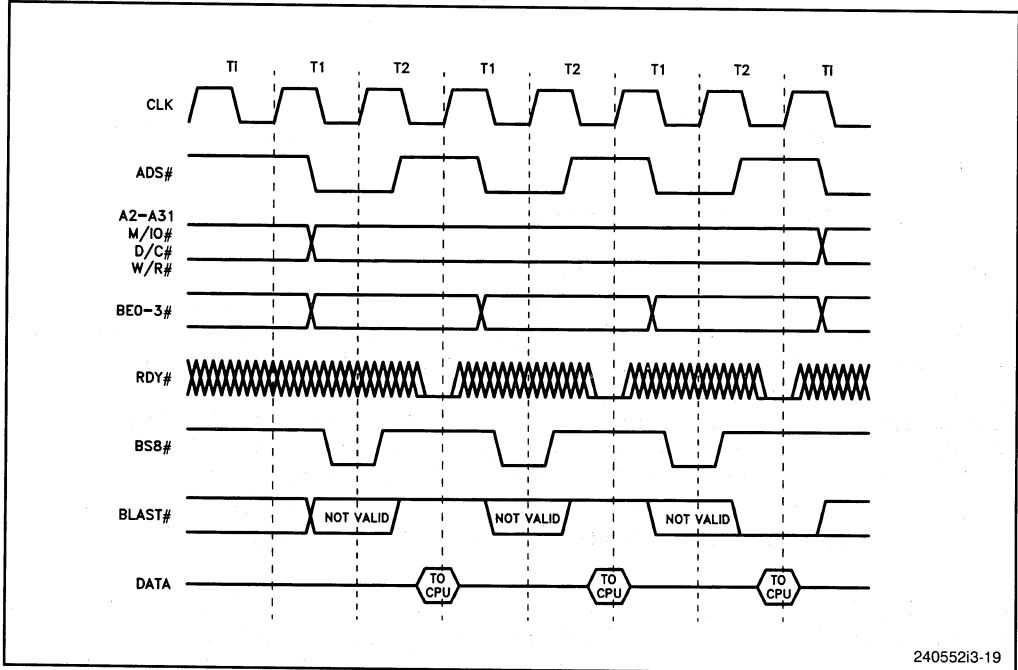 Ti T1 T2 T1 T2 T1 T2 Ti
CLK
ADS#
A2-A31
M/IO#
D/C#
W/R#
BE0-3#
RDY#
BS8#
BLAST# NOT VALID NOT VALID NOT VALID
DATA TO CPU TO CPU TO CPU
240552i3-19